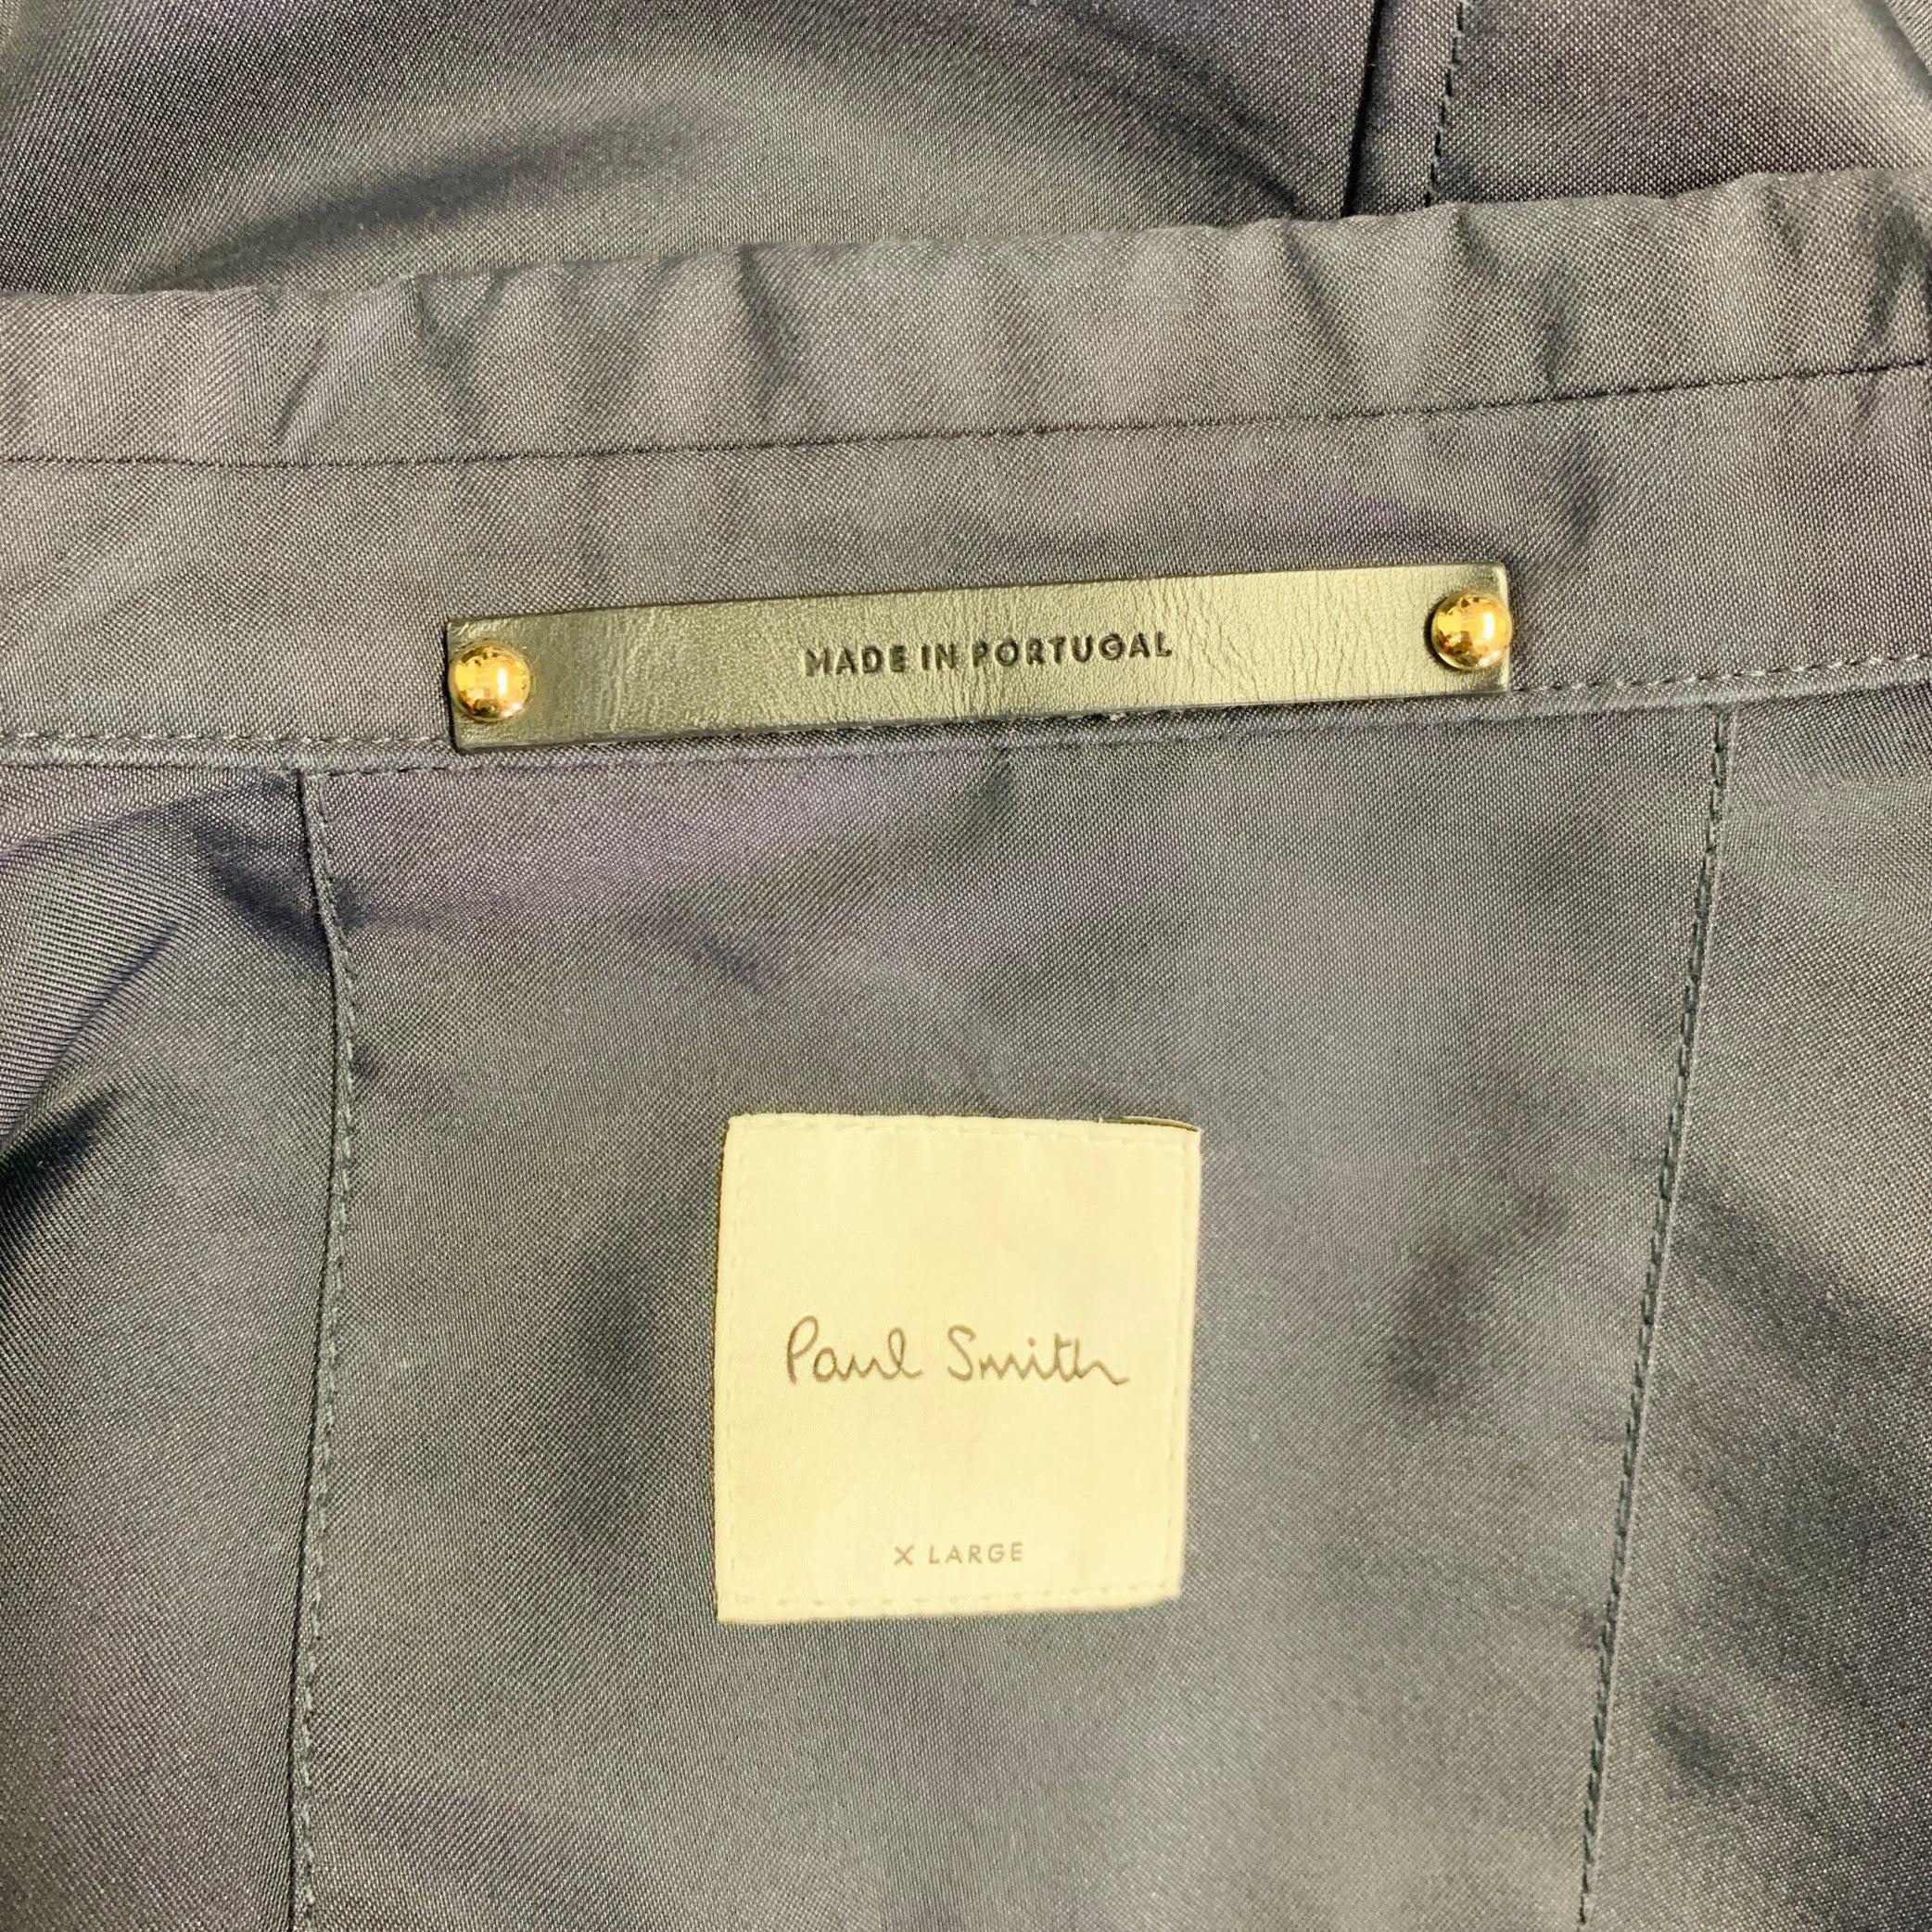 MADE IN PORTUGAL
Paul Smith
X LARGE